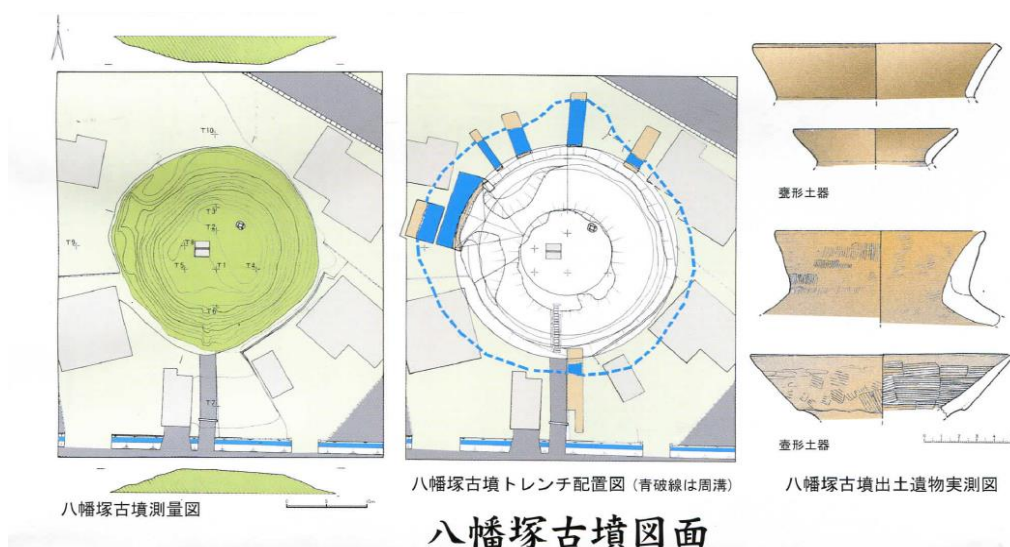 T10
T3
T2
T9
T5
T1
T4
T6
T7
八幡塚古墳測量図
八幡塚古墳トレンチ配置図（青破線は周溝）
甕形土器
壺形土器
八幡塚古墳出土遺物実測図
八幡塚古墳図面